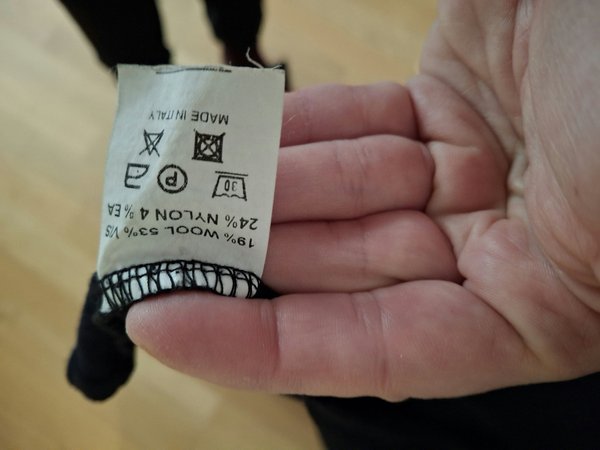 19% WOOL 53% VIS
24% NYLON 4 % EA
30 P
MADE IN ITALY